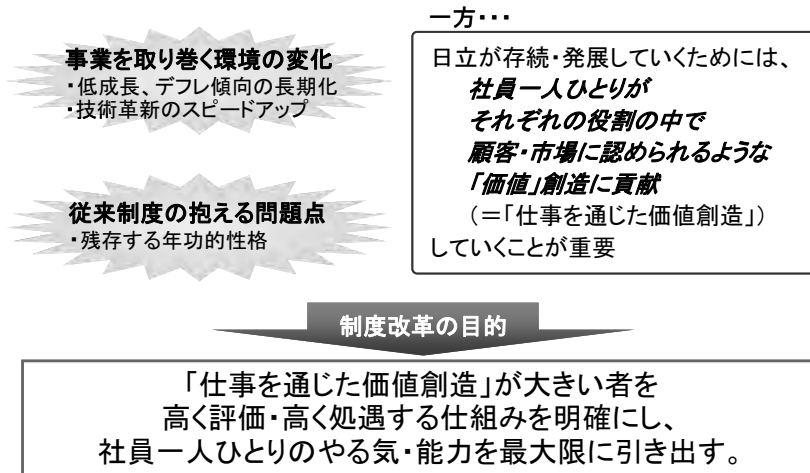 事業を取り巻く環境の変化
・低成長、デフレ傾向の長期化
・技術革新のスピードアップ
従来制度の抱える問題点
・残存する年功的性格
一方・・・
日立が存続・発展していくためには、
社員一人ひとりが
それぞれの役割の中で
顧客・市場に認められるような
「価値」創造に貢献
（＝「仕事を通じた価値創造」）
していくことが重要
制度改革の目的
「仕事を通じた価値創造」が大きい者を
高く評価・高く処遇する仕組みを明確にし、
社員一人ひとりのやる気・能力を最大限に引き出す。